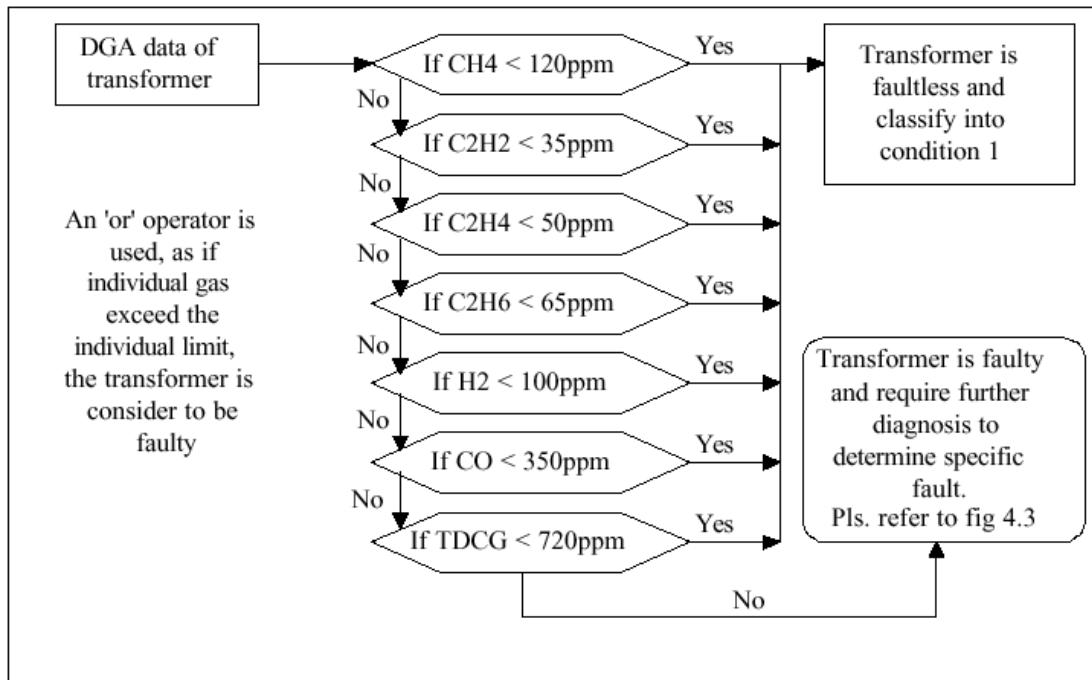 DGA data of
transformer
If CH4 < 120ppm
Yes
Transformer is
faultless and
classify into
condition 1
No
If C2H2 < 35ppm
Yes
No
If C2H4 < 50ppm
Yes
An 'or' operator is
used, as if
individual gas
exceed the
individual limit,
the transformer is
consider to be
faulty
No
If C2H6 < 65ppm
Yes
No
If H2 < 100ppm
Yes
No
If CO < 350ppm
Yes
No
If TDCG < 720ppm
Yes
Transformer is faulty
and require further
diagnosis to
determine specific
fault.
Pls. refer to fig 4.3
No